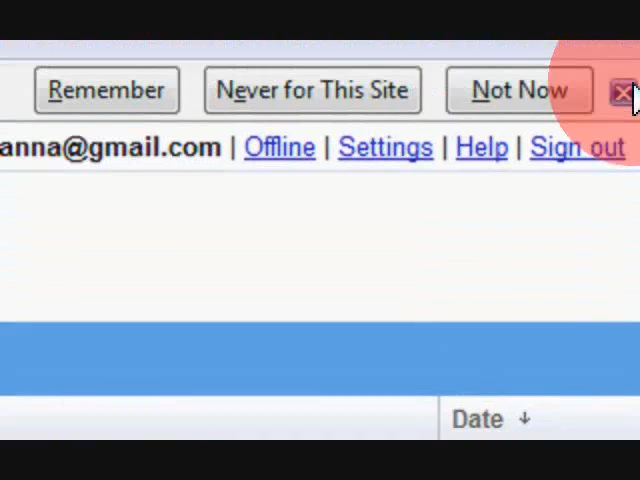 Remember Never for This Site Not Now
anna@gmail.com | Offline | Settings | Help | Sign out
Date